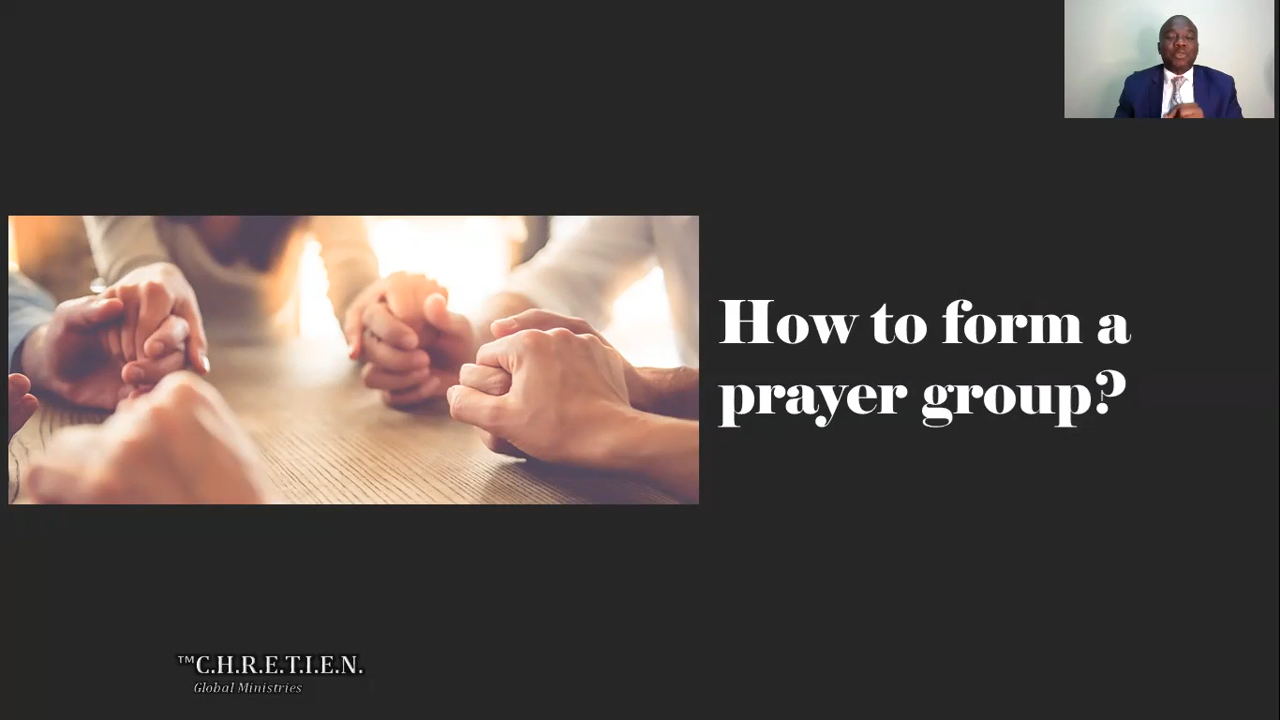 How to form a
prayer group?
™C.H.R.E.T.I.E.N.
Global Ministries